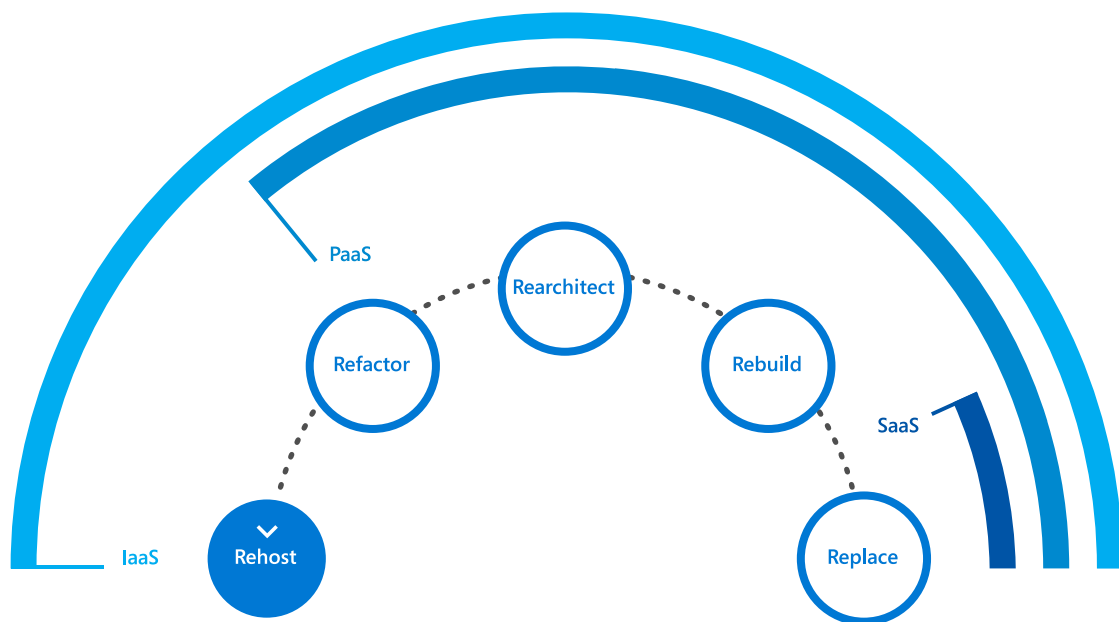 PaaS
Rearchitect
Refactor
Rebuild
SaaS
IaaS
Rehost
Replace